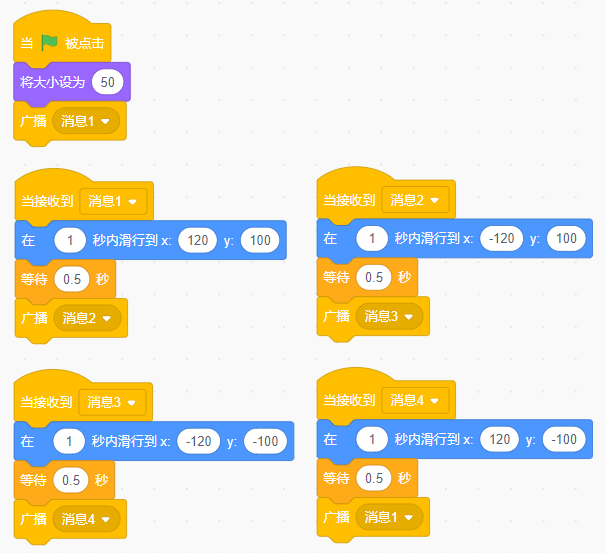 当 被点击
将大小设为 50
广播 消息1
当接收到 消息1
在 1 秒内滑行到 x: 120 y: 100
等待 0.5 秒
广播 消息2
当接收到 消息2
在 1 秒内滑行到 x: -120 y: 100
等待 0.5 秒
广播 消息3
当接收到 消息3
在 1 秒内滑行到 x: -120 y: -100
等待 0.5 秒
广播 消息4
当接收到 消息4
在 1 秒内滑行到 x: 120 y: -100
等待 0.5 秒
广播 消息1